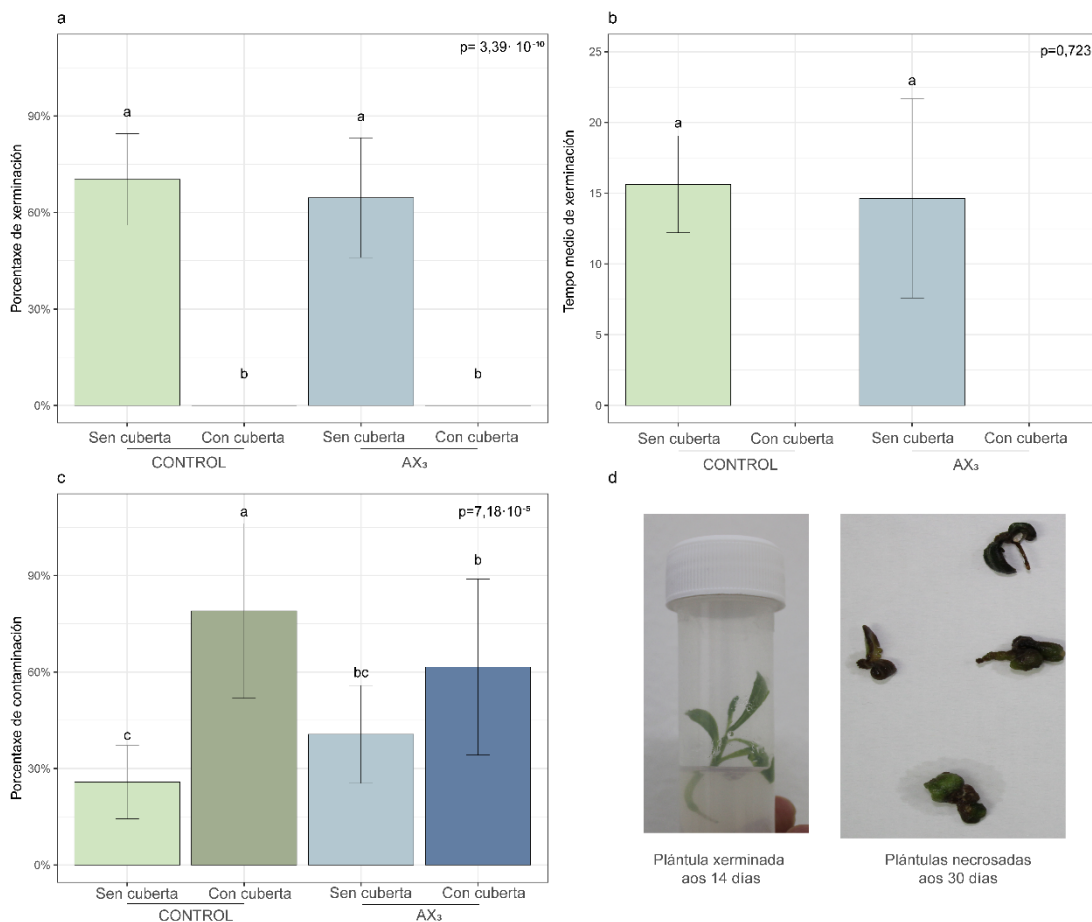 a
p= 3,39· 10⁻¹⁰
Porcentaxe de xerminación
90%
60%
30%
0%
a
b
a
b
Sen cuberta
Con cuberta
Sen cuberta
Con cuberta
CONTROL
AX₃
b
p=0,723
Tempo medio de xerminación
25
20
15
10
5
0
a
a
Sen cuberta
Con cuberta
Sen cuberta
Con cuberta
CONTROL
AX₃
c
p=7,18·10⁻⁵
Porcentaxe de contaminación
90%
60%
30%
0%
c
a
bc
b
Sen cuberta
Con cuberta
Sen cuberta
Con cuberta
CONTROL
AX₃
d
Plántula xerminada
aos 14 dias
Plántulas necrosadas
aos 30 dias